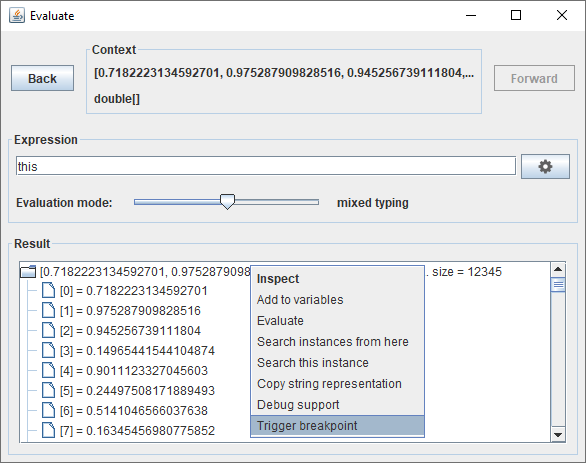 Evaluate
Context
Back
[0.7182223134592701, 0.975287909828516, 0.945256739111804,...
Forward
double[]
Expression
this
Evaluation mode:
mixed typing
Result
[0.7182223134592701, 0.9752879098
. size = 12345
[0] = 0.7182223134592701
[1] = 0.975287909828516
[2] = 0.945256739111804
[3] = 0.14965441544104874
[4] = 0.9011123327045603
[5] = 0.24497508171889493
[6] = 0.5141046566037638
[7] = 0.16345456980775852
Inspect
Add to variables
Evaluate
Search instances from here
Search this instance
Copy string representation
Debug support
Trigger breakpoint